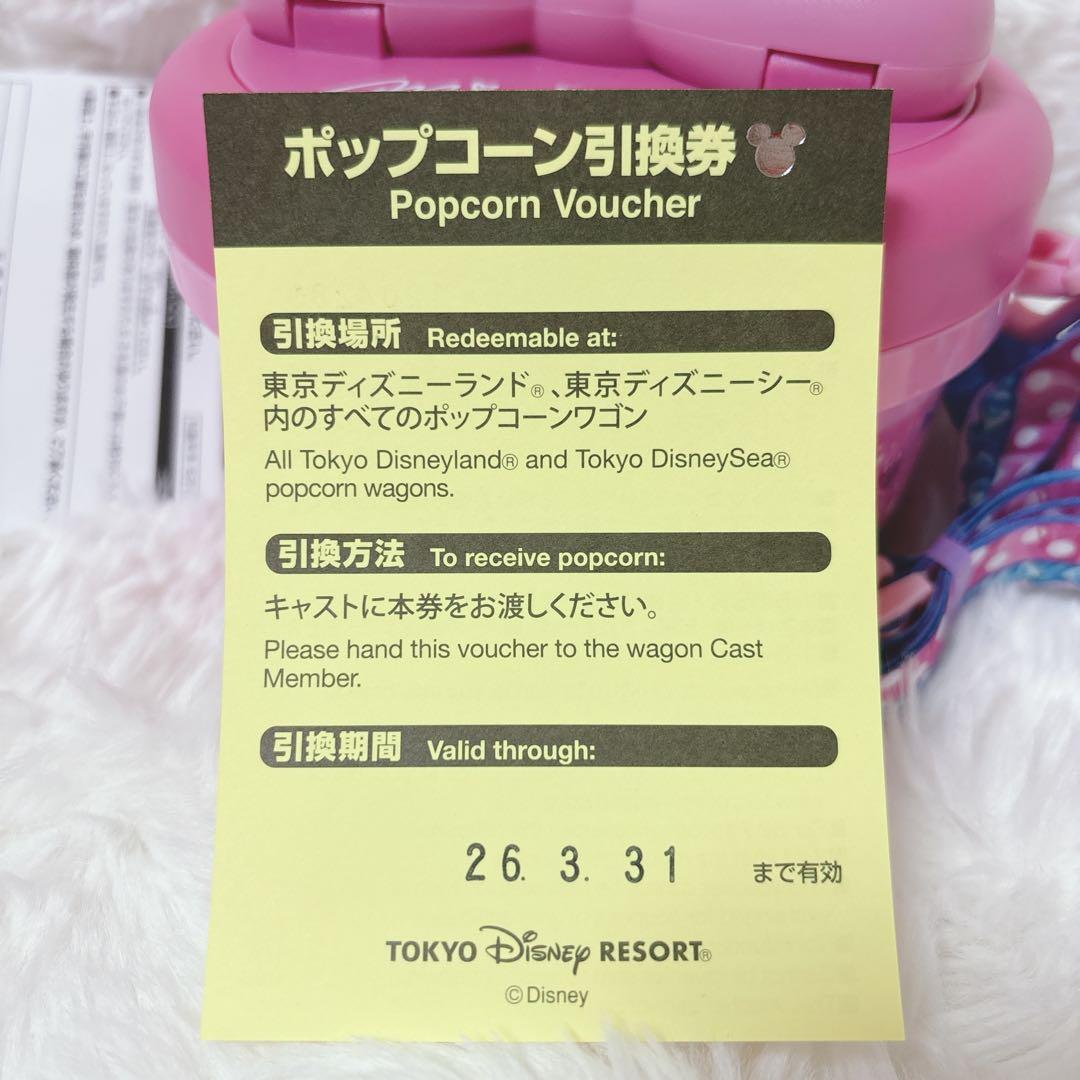 ポップコーン引換券
Popcorn Voucher
引換場所 Redeemable at:
東京ディズニーランド®、東京ディズニーシー®
内のすべてのポップコーンワゴン
All Tokyo Disneyland® and Tokyo DisneySea®
popcorn wagons.
引換方法 To receive popcorn:
キャストに本券をお渡しください。
Please hand this voucher to the wagon Cast
Member.
引換期間 Valid through:
26. 3. 31 まで有効
TOKYO Disney RESORT®
©Disney